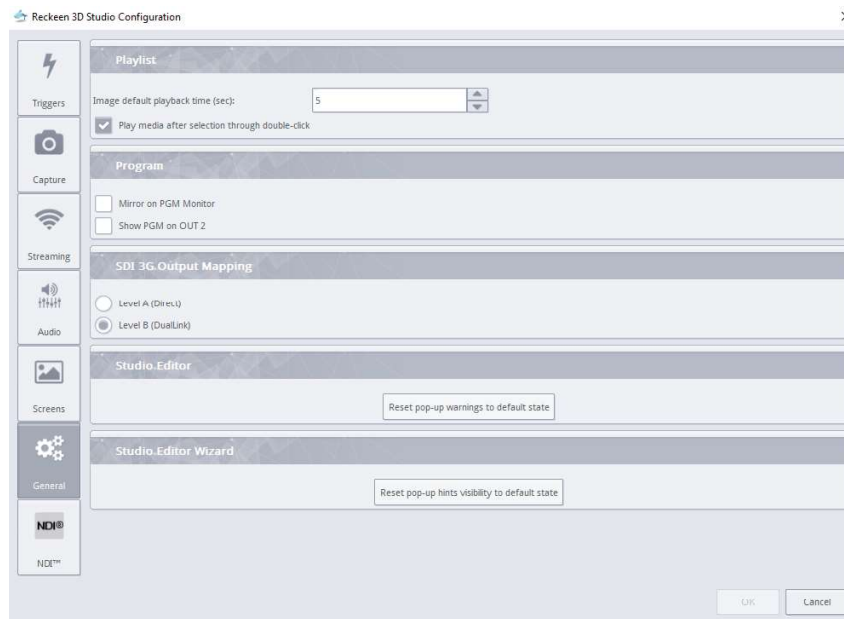 Reckeen 3D Studio Configuration
Triggers
Capture
Streaming
Audio
Screens
General
NDI®
NDI™
Playlist
Image default playback time (sec):
5
Play media after selection through double-click
Program
Mirror on PGM Monitor
Show PGM on OUT 2
SDI 3G Output Mapping
Level A (Direct)
Level B (DualLink)
Studio.Editor
Reset pop-up warnings to default state
Studio.Editor Wizard
Reset pop-up hints visibility to default state
OK
Cancel